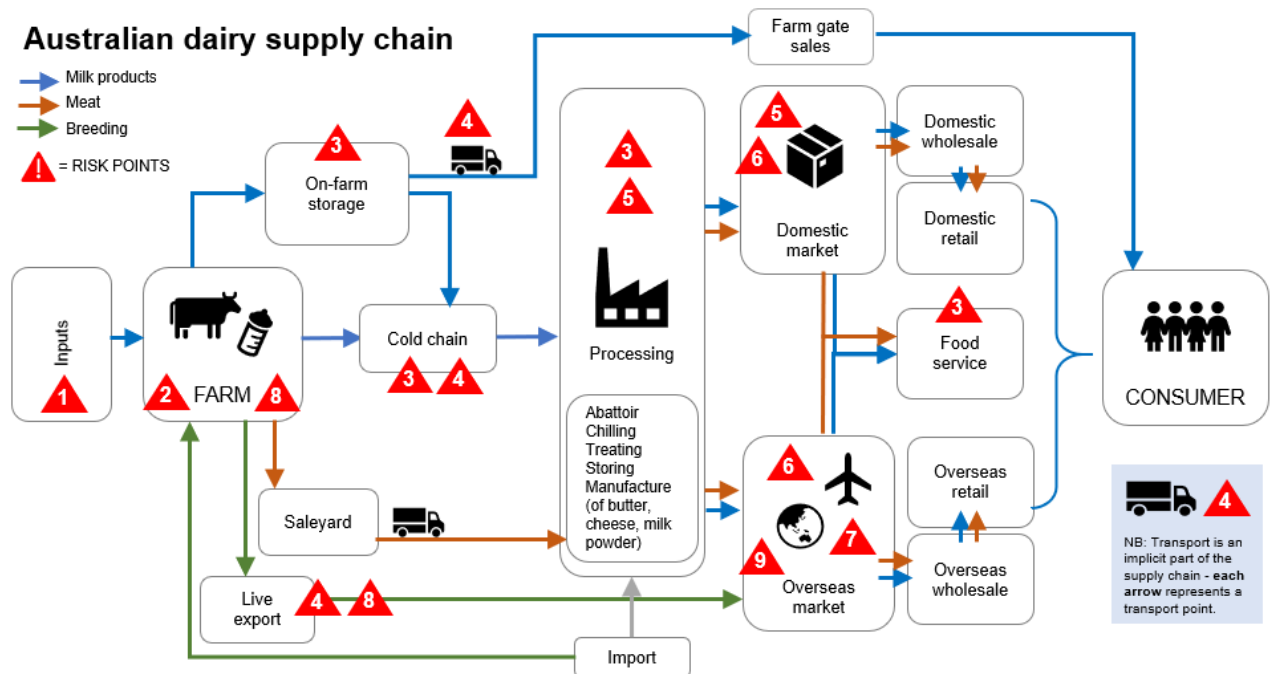 Australian dairy supply chain
Milk products
Meat
Breeding
! = RISK POINTS
Farm gate
sales
4
3
On-farm
storage
3
5
Processing
5
6
Domestic
market
Domestic
wholesale
Domestic
retail
Inputs
1
2
FARM
8
Cold chain
3
4
3
Food
service
CONSUMER
Abattoir
Chilling
Treating
Storing
Manufacture
(of butter,
cheese, milk
powder)
6
7
9
Overseas
market
Overseas
retail
Overseas
wholesale
Saleyard
Live
export
4
8
Import
4
NB: Transport is an
implicit part of the
supply chain - each
arrow represents a
transport point.